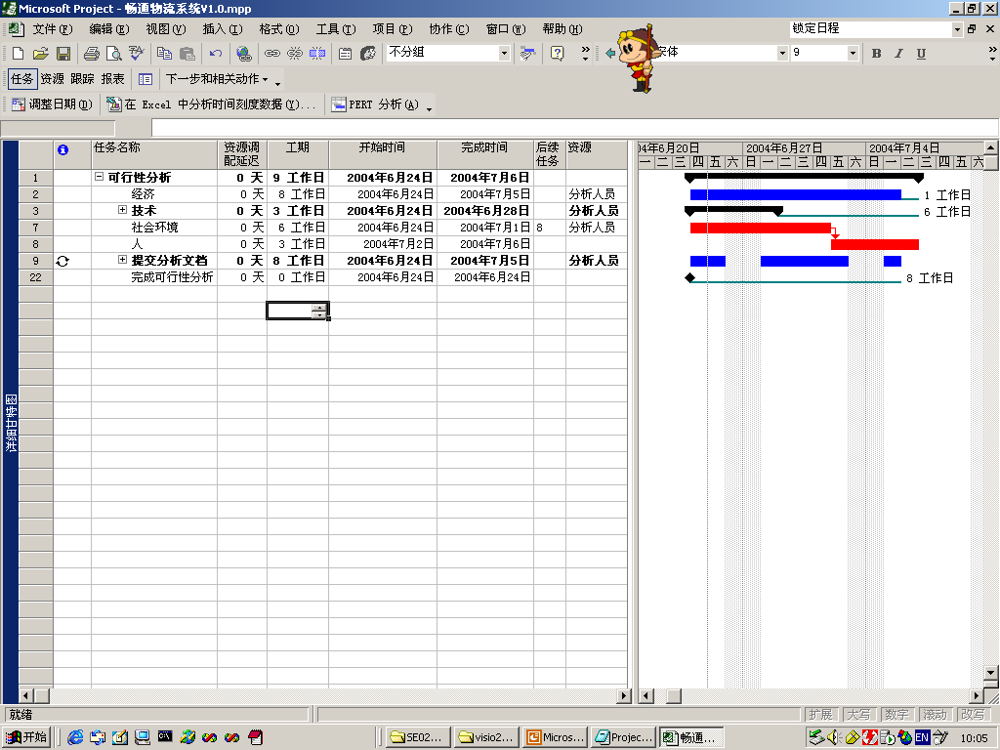 Microsoft Project - 畅通物流系统V1.0.mpp
文件(F) 编辑(E) 视图(V) 插入(I) 格式(O) 工具(T) 项目(P) 协作(C) 窗口(W) 帮助(H) 锁定日程
不分组 宋体 9 B I U
任务 资源 跟踪 报表 下一步和相关动作
调整日期(D) 在 Excel 中分析时间刻度数据(Y)... PERT 分析(A)
任务名称 资源调配延迟 工期 开始时间 完成时间 后续任务 资源
04年6月20日 2004年6月27日 2004年7月4日
一 二 三 四 五 六 日 一 二 三 四 五 六 日 一 二 三 四 五 六
1 可行性分析 0 天 9 工作日 2004年6月24日 2004年7月6日
2 经济 0 天 8 工作日 2004年6月24日 2004年7月5日 分析人员 1 工作日
3 技术 0 天 3 工作日 2004年6月24日 2004年6月28日 分析人员 6 工作日
7 社会环境 0 天 6 工作日 2004年6月24日 2004年7月1日 8 分析人员
8 人 0 天 3 工作日 2004年7月2日 2004年7月6日
9 提交分析文档 0 天 8 工作日 2004年6月24日 2004年7月5日 分析人员
22 完成可行性分析 0 天 0 工作日 2004年6月24日 2004年6月24日 8 工作日
详细甘特图
就绪 扩展 大写 数字 滚动 改写
开始 SE02... visio2... Micros... Projec... 畅通... EN 10:05